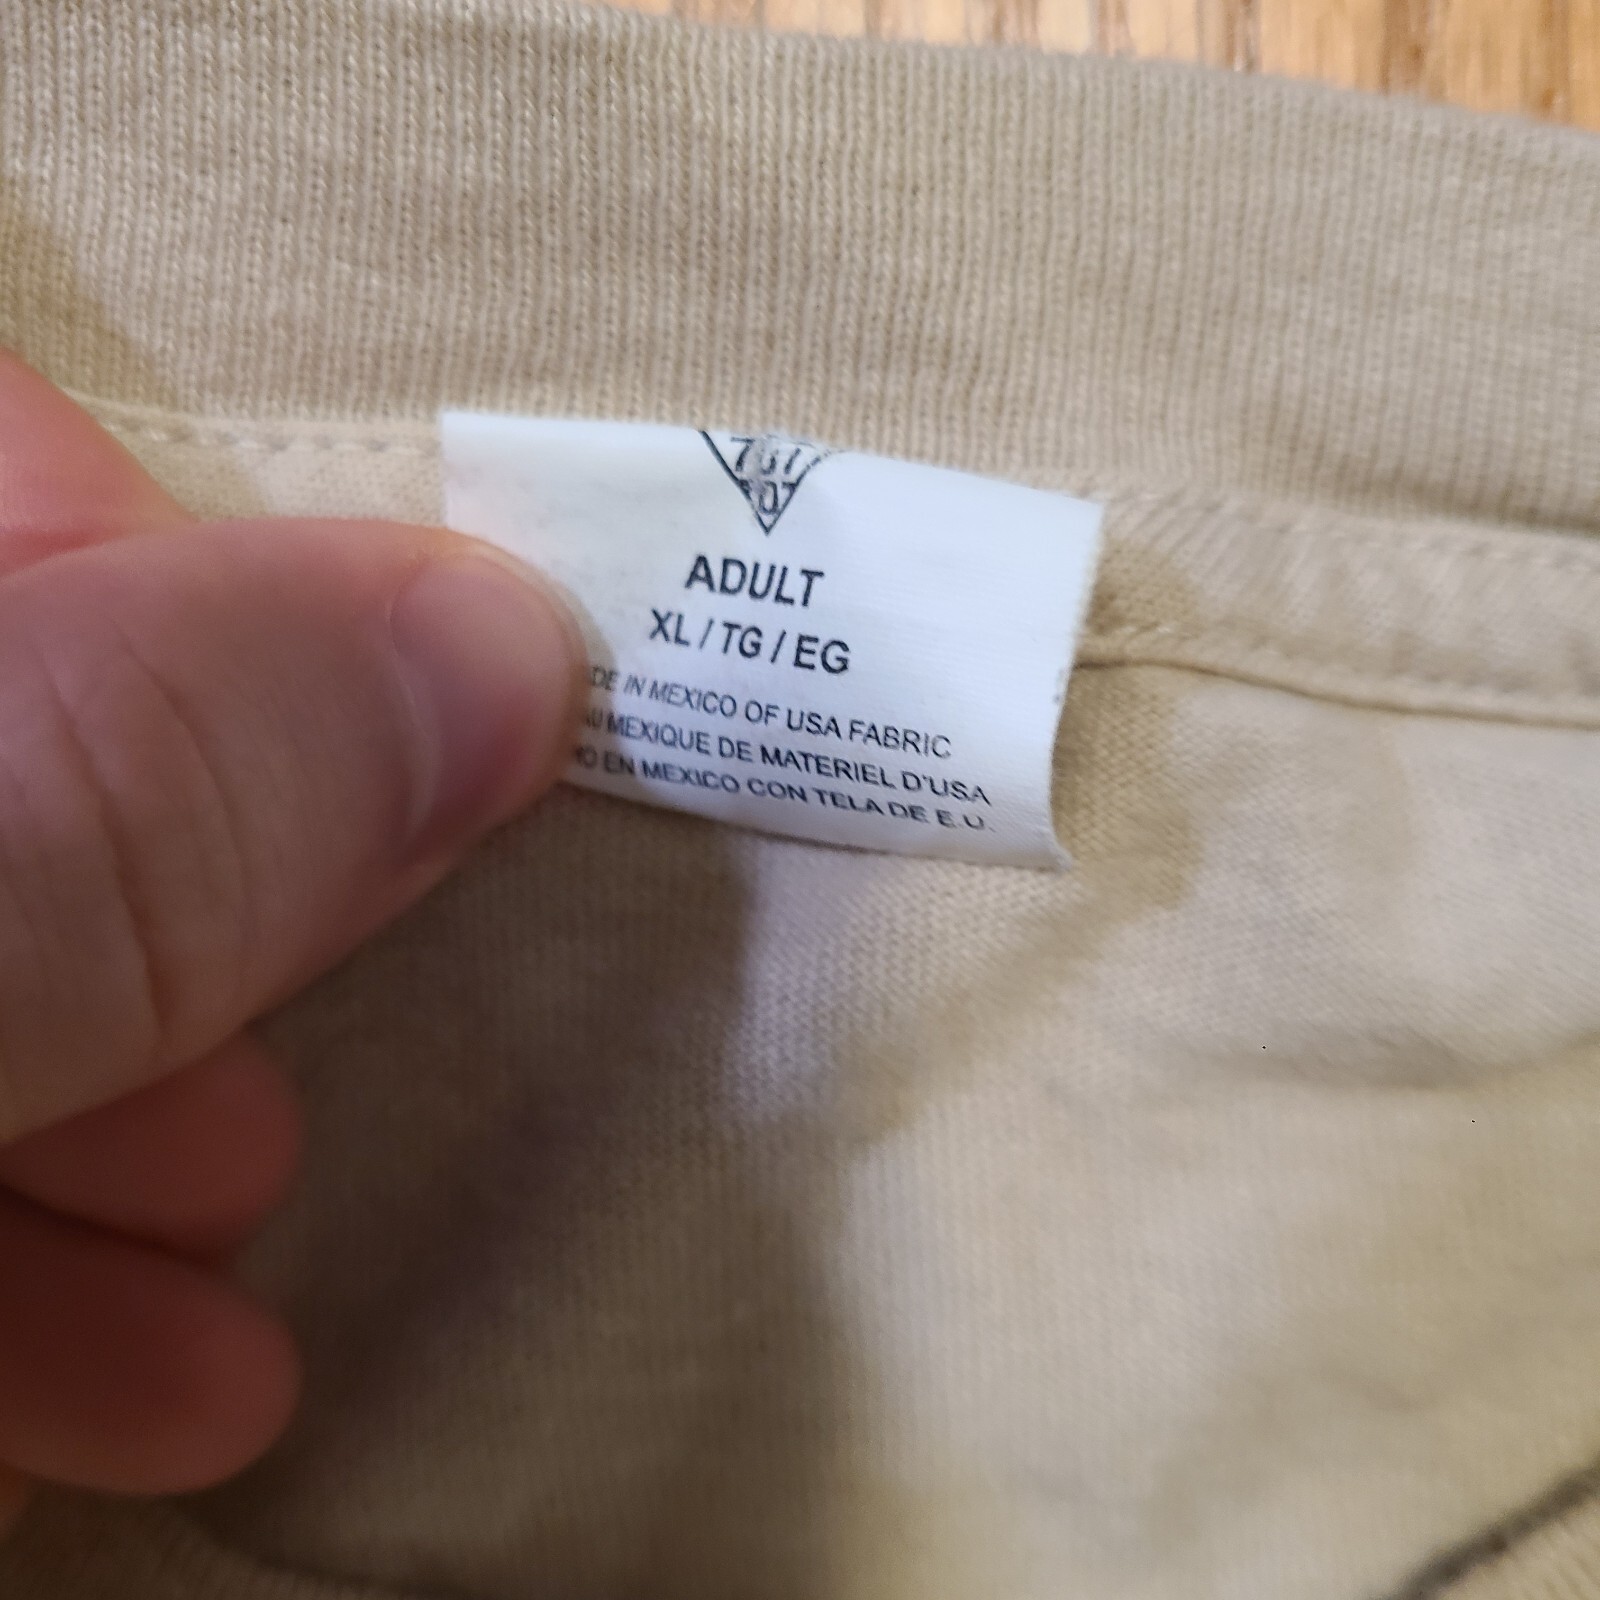 ADULT
XL / TG / EG
DE IN MEXICO OF USA FABRIC
AU MEXIQUE DE MATERIEL D'USA
HO EN MEXICO CON TELA DE E.U.